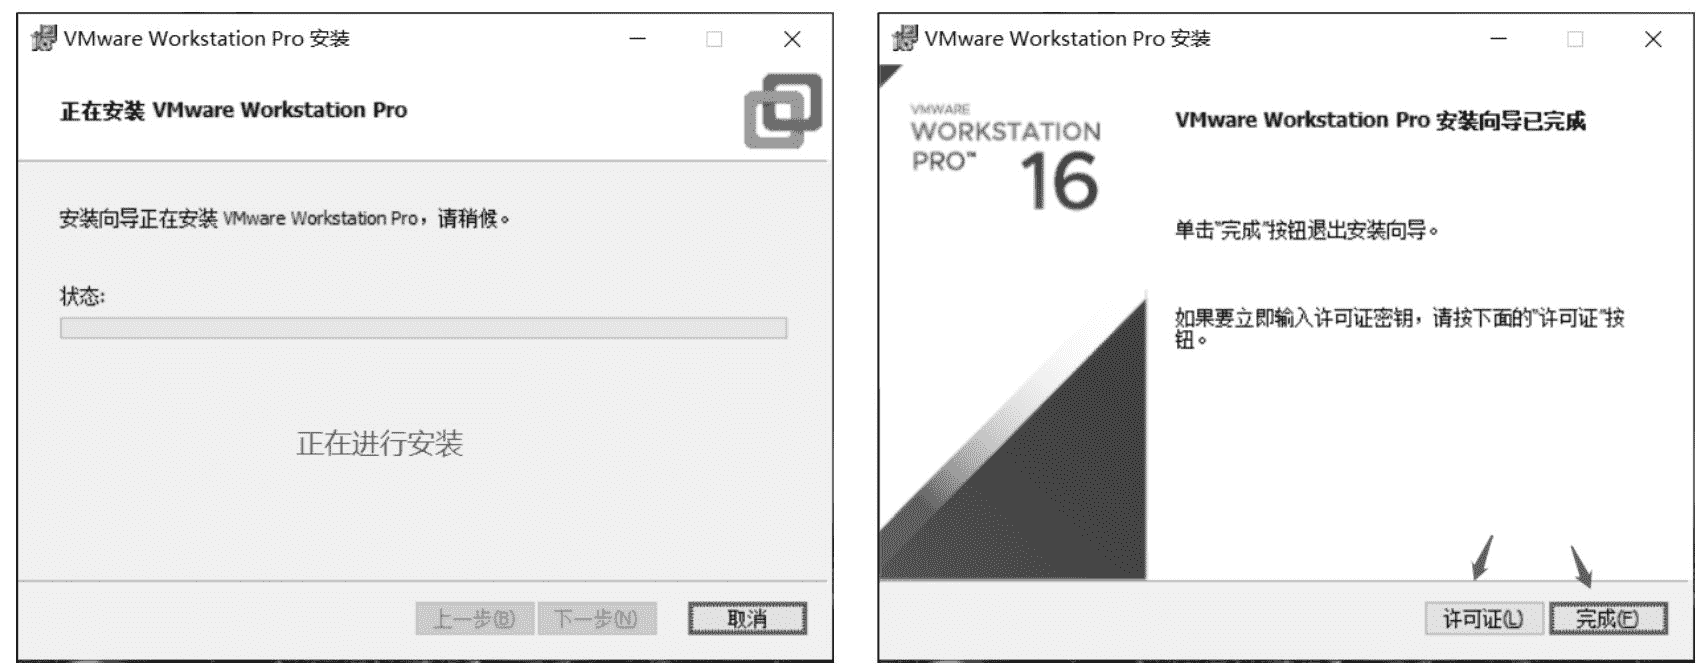 VMware Workstation Pro 安装
正在安装 VMware Workstation Pro
安装向导正在安装 VMware Workstation Pro，请稍候。
状态:
正在进行安装
上一步(B) 下一步(N) 取消
VMware Workstation Pro 安装
VMWARE
WORKSTATION
PRO™ 16
VMware Workstation Pro 安装向导已完成
单击"完成"按钮退出安装向导。
如果要立即输入许可证密钥，请按下面的"许可证"按
钮。
许可证(L) 完成(F)